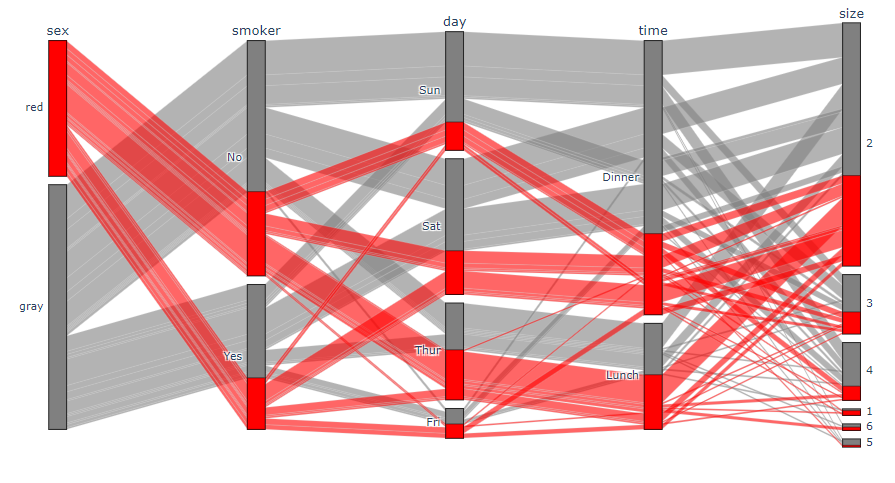 sex
smoker
day
time
size
red
gray
No
Yes
Sun
Sat
Thur
Fri
Dinner
Lunch
2
3
4
1
6
5